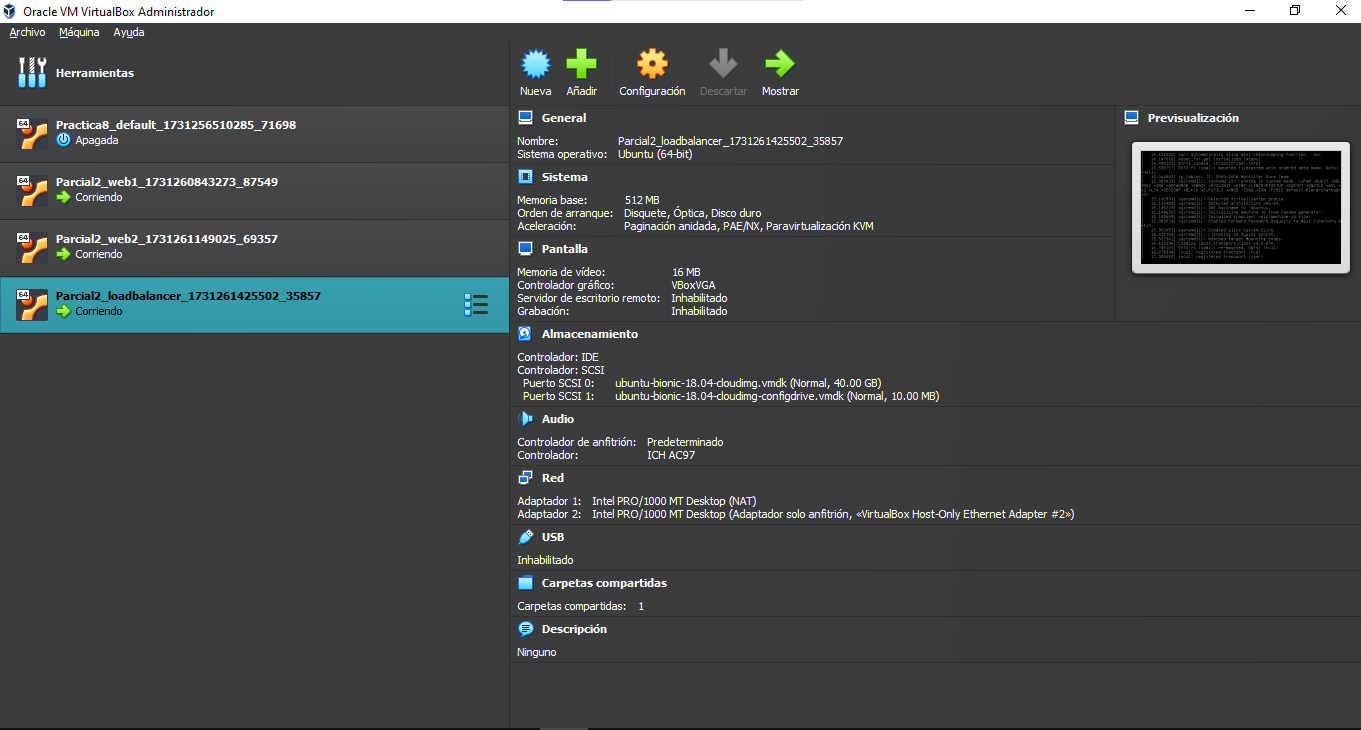 Oracle VM VirtualBox Administrador
Archivo Máquina Ayuda
Herramientas
Nueva Añadir Configuración Descartar Mostrar
64
Practica8_default_1731256510285_71698
Apagada
64
Parcial2_web1_1731260843273_87549
Corriendo
64
Parcial2_web2_1731261149025_69357
Corriendo
64
Parcial2_loadbalancer_1731261425502_35857
Corriendo
General
Nombre: Parcial2_loadbalancer_1731261425502_35857
Sistema operativo: Ubuntu (64-bit)
Sistema
Memoria base: 512 MB
Orden de arranque: Disquete, Óptica, Disco duro
Aceleración: Paginación anidada, PAE/NX, Paravirtualización KVM
Pantalla
Memoria de vídeo: 16 MB
Controlador gráfico: VBoxVGA
Servidor de escritorio remoto: Inhabilitado
Grabación: Inhabilitado
Previsualización
Almacenamiento
Controlador: IDE
Controlador: SCSI
Puerto SCSI 0: ubuntu-bionic-18.04-cloudimg.vmdk (Normal, 40.00 GB)
Puerto SCSI 1: ubuntu-bionic-18.04-cloudimg-configdrive.vmdk (Normal, 10.00 MB)
Audio
Controlador de anfitrión: Predeterminado
Controlador: ICH AC97
Red
Adaptador 1: Intel PRO/1000 MT Desktop (NAT)
Adaptador 2: Intel PRO/1000 MT Desktop (Adaptador solo anfitrión, «VirtualBox Host-Only Ethernet Adapter #2»)
USB
Inhabilitado
Carpetas compartidas
Carpetas compartidas: 1
Descripción
Ninguno